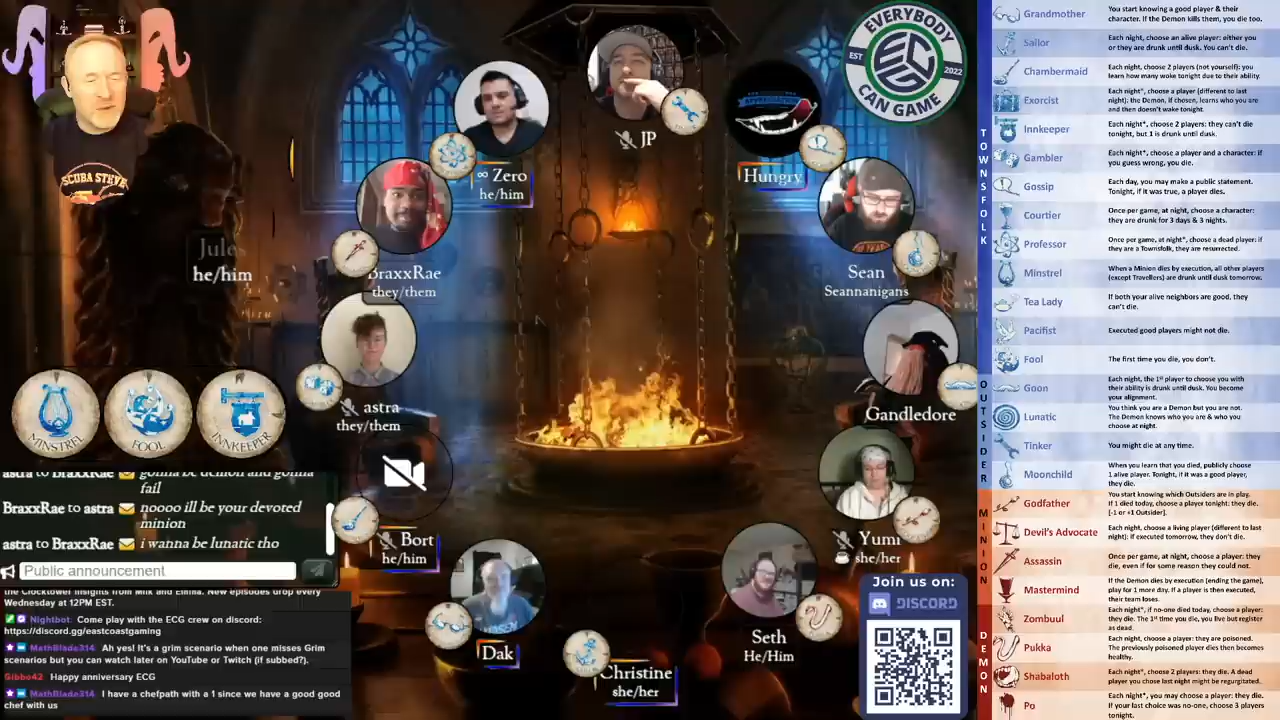 SCUBA STEVE
Jules
he/him
∞ Zero
he/him
JP
Hungry
EVERYBODY
EST
ECG
2022
CAN GAME
BraxxRae
they/them
Sean
Seannanigans
astra
they/them
Gandledore
Bort
he/him
Yumi
she/her
Dak
Christine
she/her
Seth
He/Him
MINSTREL
FOOL
INNKEEPER
astra to BraxxRae gonna be demon and gonna
fail
BraxxRae to astra noooo ill be your devoted
minion
astra to BraxxRae i wanna be lunatic tho
Public announcement
the Clocktower insights from Milk and Emma. New episodes drop every
Wednesday at 12PM EST.
Nightbot: Come play with the ECG crew on discord:
https://discord.gg/eastcoastgaming
MathBlade314 Ah yes! It's a grim scenario when one misses Grim
scenarios but you can watch later on YouTube or Twitch (if subbed?).
Gibbo42 Happy anniversary ECG
MathBlade314 I have a chefpath with a 1 since we have a good good
chef with us
Join us on:
DISCORD
TOWNSFOLK
Grandmother You start knowing a good player & their
character. If the Demon kills them, you die too.
Sailor Each night, choose an alive player: either you
or they are drunk until dusk. You can't die.
Chambermaid Each night, choose 2 players (not yourself): you
learn how many woke tonight due to their ability.
Exorcist Each night*, choose a player (different to last
night): the Demon, if chosen, learns who you are
and then doesn't wake tonight.
Innkeeper Each night*, choose 2 players: they can't die
tonight, but 1 is drunk until dusk.
Gambler Each night*, choose a player and a character: if
you guess wrong, you die.
Gossip Each day, you may make a public statement.
Tonight, if it was true, a player dies.
Courtier Once per game, at night, choose a character:
they are drunk for 3 days & 3 nights.
Professor Once per game, at night*, choose a dead player: if
they are a Townsfolk, they are resurrected.
Minstrel When a Minion dies by execution, all other players
(except Travellers) are drunk until dusk tomorrow.
Tea Lady If both your alive neighbors are good, they
can't die.
Pacifist Executed good players might not die.
Fool The first time you die, you don't.
OUTSIDER
Goon Each night, the 1st player to choose you with
their ability is drunk until dusk. You become
your alignment.
Lunatic You think you are a Demon but you are not.
The Demon knows who you are & who you
choose at night.
Tinker You might die at any time.
Moonchild When you learn that you died, publicly choose
1 alive player. Tonight, if it was a good player,
they die.
MINION
Godfather You start knowing which Outsiders are in play.
If 1 died today, choose a player tonight: they die.
[-1 or +1 Outsider].
Devil's Advocate Each night, choose a living player (different to last
night): if executed tomorrow, they don't die.
Assassin Once per game, at night, choose a player: they
die, even if for some reason they could not.
Mastermind If the Demon dies by execution (ending the game),
play for 1 more day. If a player is then executed,
their team loses.
DEMON
Zombuul Each night*, if no-one died today, choose a player:
they die. The 1st time you die, you live but register
as dead.
Pukka Each night, choose a player: they are poisoned.
The previously poisoned player dies then becomes
healthy.
Shabaloth Each night*, choose 2 players: they die. A dead
player you chose last night might be regurgitated.
Po Each night*, you may choose a player: they die.
If your last choice was no-one, choose 3 players
tonight.